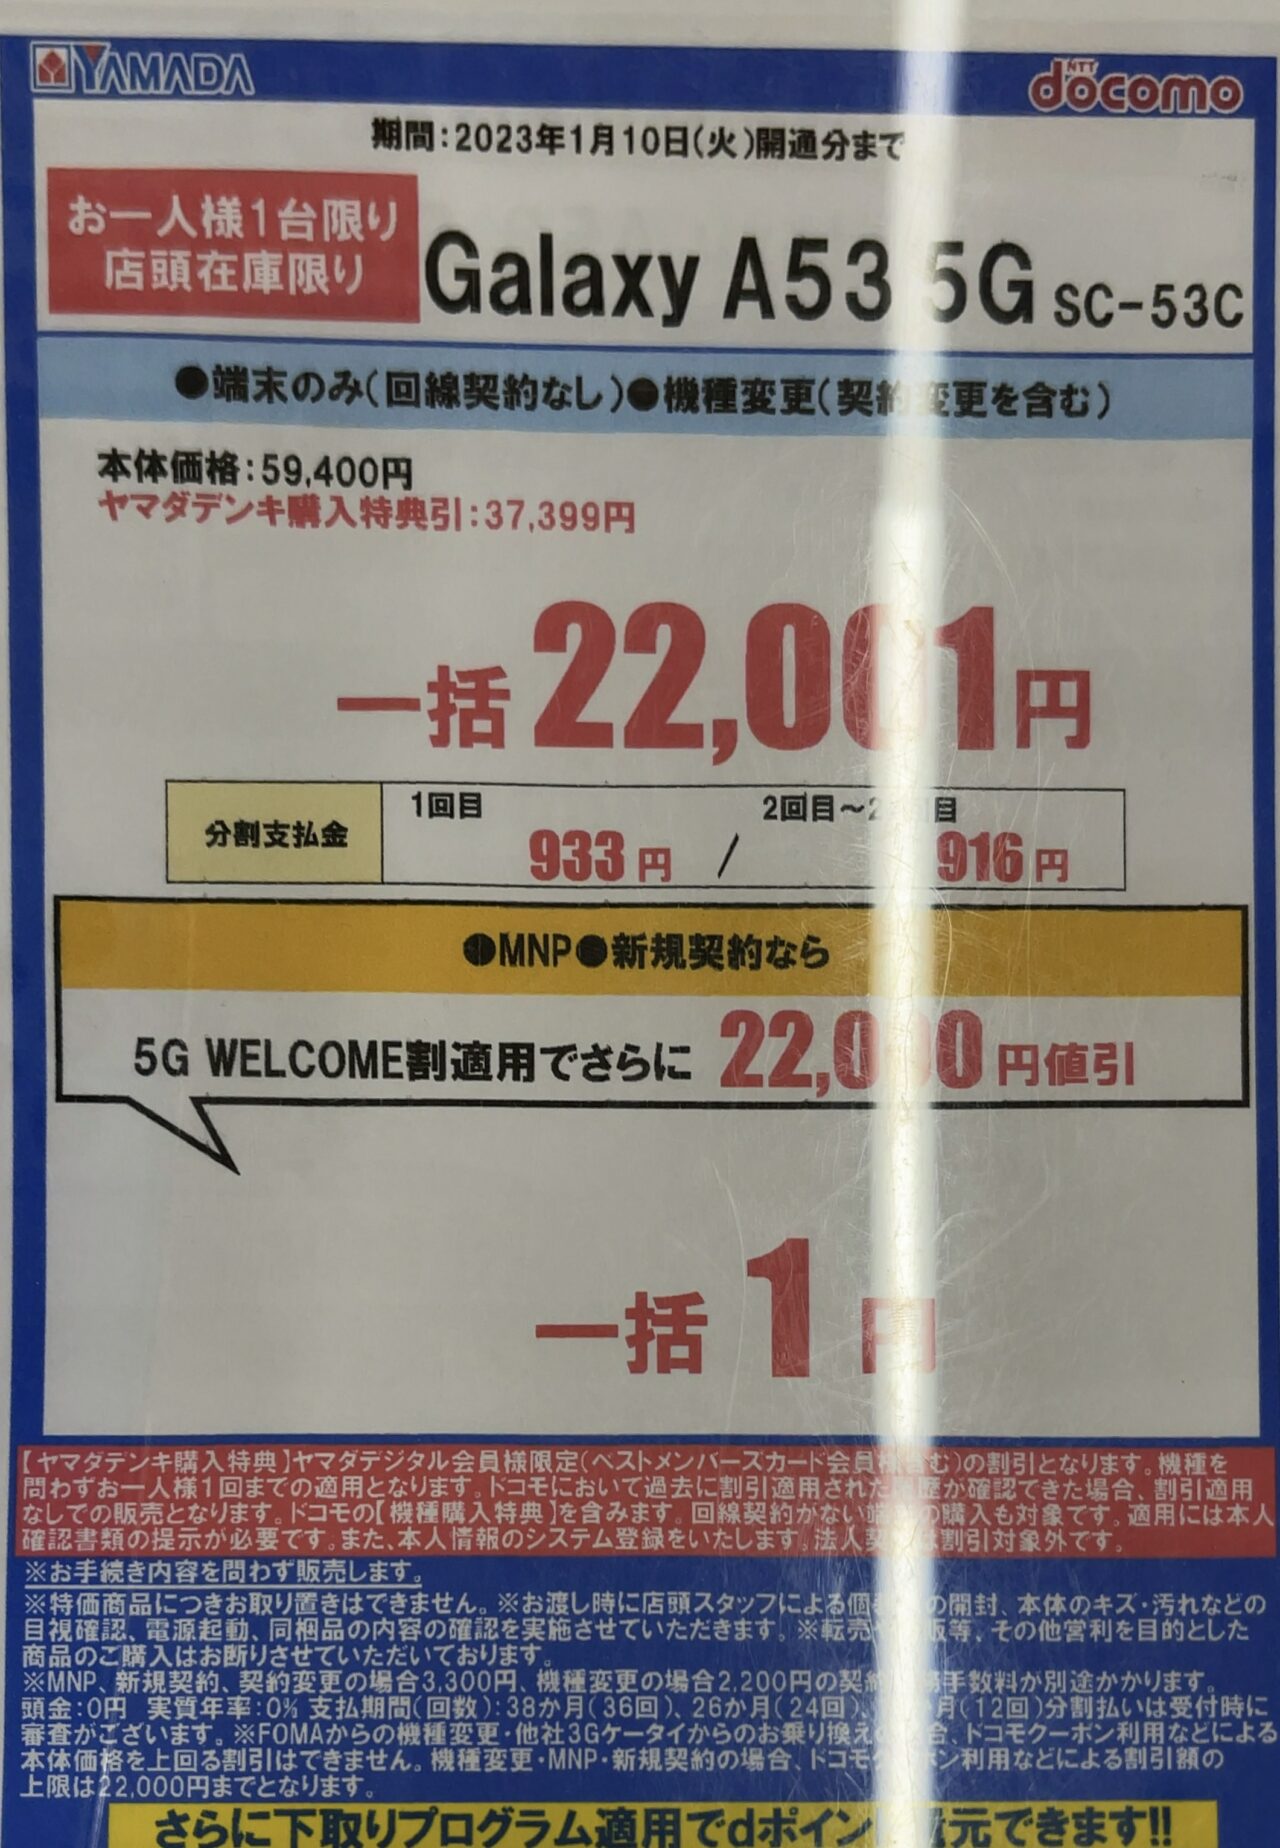 YAMADA
NTT docomo
期間：2023年1月10日（火）開通分まで
お一人様1台限り
店頭在庫限り
Galaxy A53 5G SC-53C
●端末のみ（回線契約なし）●機種変更（契約変更を含む）
本体価格：59,400円
ヤマダデンキ購入特典引：37,399円
一括 22,001円
分割支払金
1回目
2回目～
933円 / 916円
●MNP●新規契約なら
5G WELCOME割適用でさらに 22,000円値引
一括 1円
【ヤマダデンキ購入特典】ヤマダデジタル会員様限定（ベストメンバーズカード会員様含む）の割引となります。機種を
問わずお一人様1回までの適用となります。ドコモにおいて過去に割引適用された履歴が確認できた場合、割引適用
なしでの販売となります。ドコモの【機種購入特典】を含みます。回線契約がない端末の購入も対象です。適用には本人
確認書類の提示が必要です。また、本人情報のシステム登録をいたします。法人契約は割引対象外です。
※お手続き内容を問わず販売します。
※特価商品につきお取り置きはできません。※お渡し時に店頭スタッフによる個の開封、本体のキズ・汚れなどの
目視確認、電源起動、同梱品の内容の確認を実施させていただきます。※転売等、その他営利を目的とした
商品のご購入はお断りさせていただいております。
※MNP、新規契約、契約変更の場合3,300円、機種変更の場合2,200円の契約事務手数料が別途かかります。
頭金：0円 実質年率：0% 支払期間（回数）：38か月（36回）、26か月（24回）、月（12回）分割払いは受付時に
審査がございます。※FOMAからの機種変更・他社3Gケータイからのお乗り換えの場合、ドコモクーポン利用などによる
本体価格を上回る割引はできません。機種変更・MNP・新規契約の場合、ドコモクーポン利用などによる割引額の
上限は22,000円までとなります。
さらに下取りプログラム適用でdポイント還元できます!!